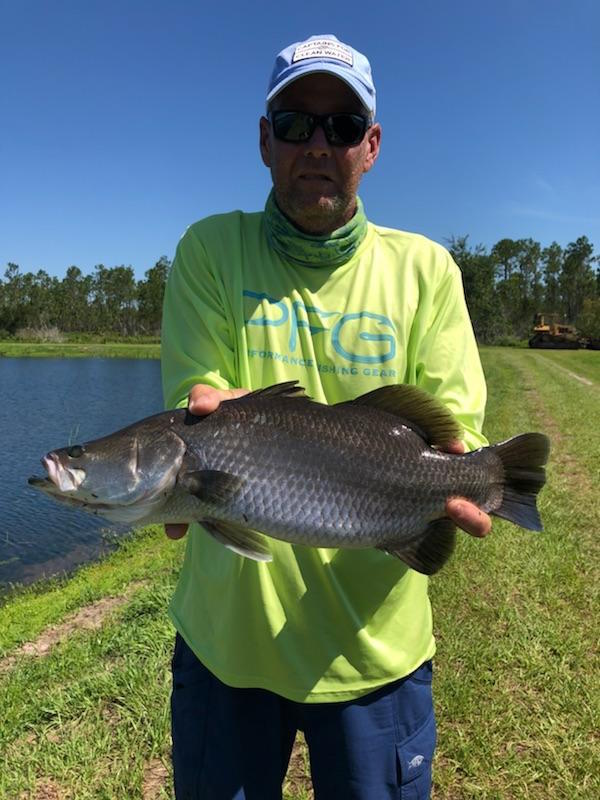 CAPTAINS FOR
CLEAN WATER
PFG
PERFORMANCE FISHING GEAR